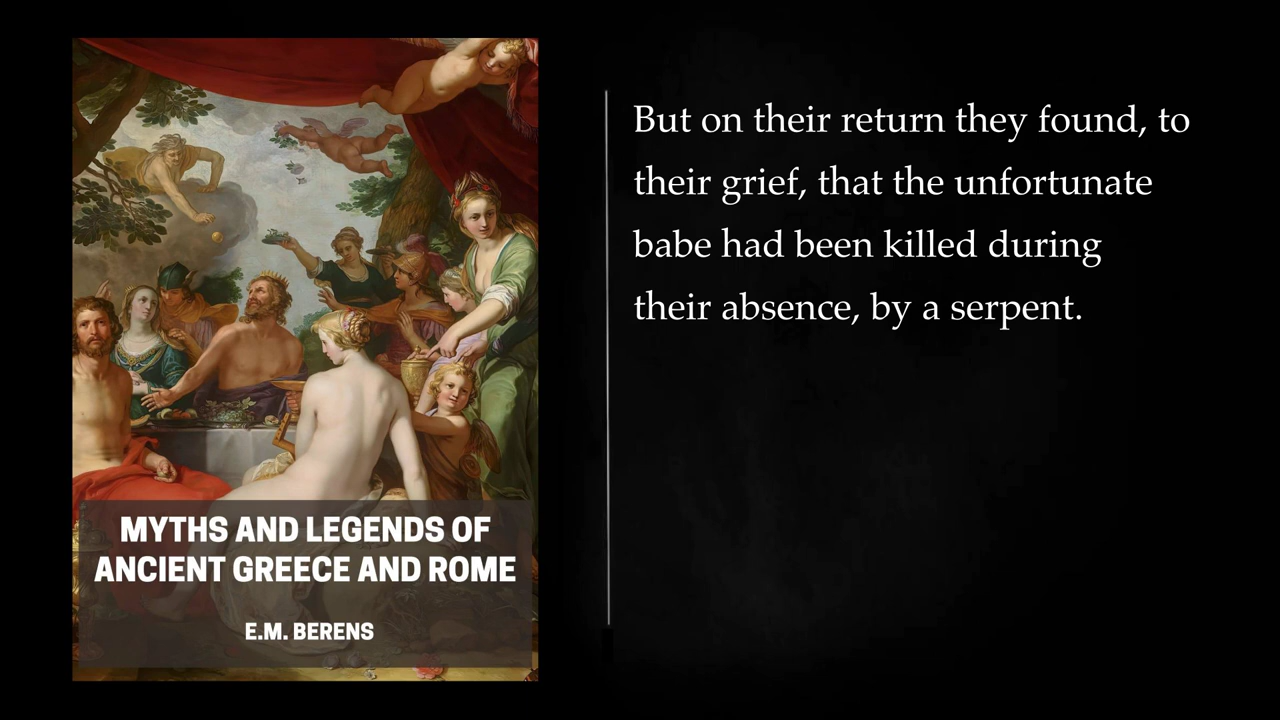 MYTHS AND LEGENDS OF
ANCIENT GREECE AND ROME
E.M. BERENS
But on their return they found, to
their grief, that the unfortunate
babe had been killed during
their absence, by a serpent.